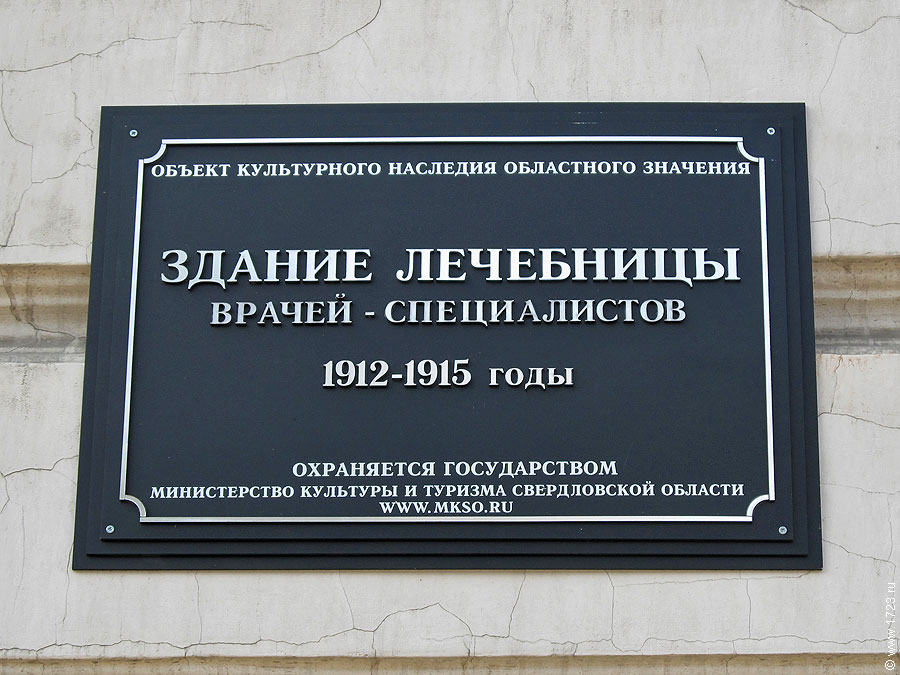 ОБЪЕКТ КУЛЬТУРНОГО НАСЛЕДИЯ ОБЛАСТНОГО ЗНАЧЕНИЯ
ЗДАНИЕ ЛЕЧЕБНИЦЫ
ВРАЧЕЙ - СПЕЦИАЛИСТОВ
1912-1915 годы
ОХРАНЯЕТСЯ ГОСУДАРСТВОМ
МИНИСТЕРСТВО КУЛЬТУРЫ И ТУРИЗМА СВЕРДЛОВСКОЙ ОБЛАСТИ
WWW.MKSO.RU
© www.1723.ru